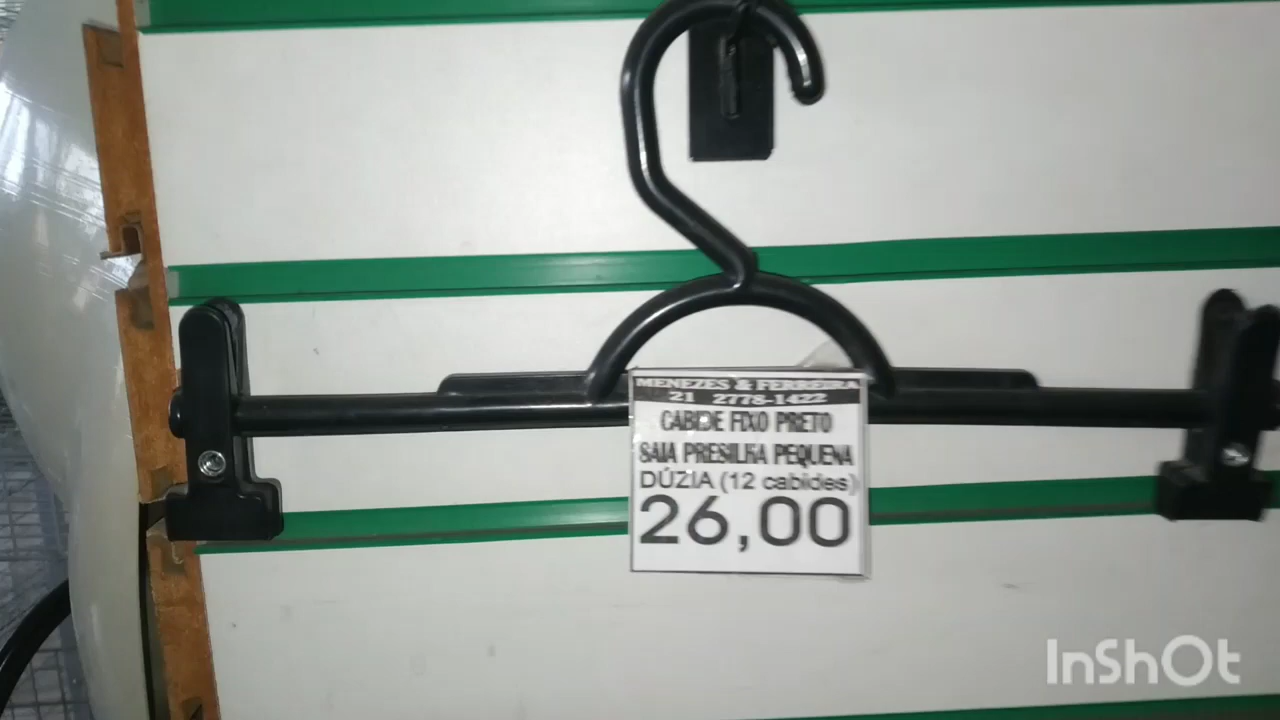 MENEZES & FERREIRA
21 2778-1422
CABIDE FIXO PRETO
SAIA PRESILHA PEQUENA
DÚZIA (12 cabides)
26,00
InShOt